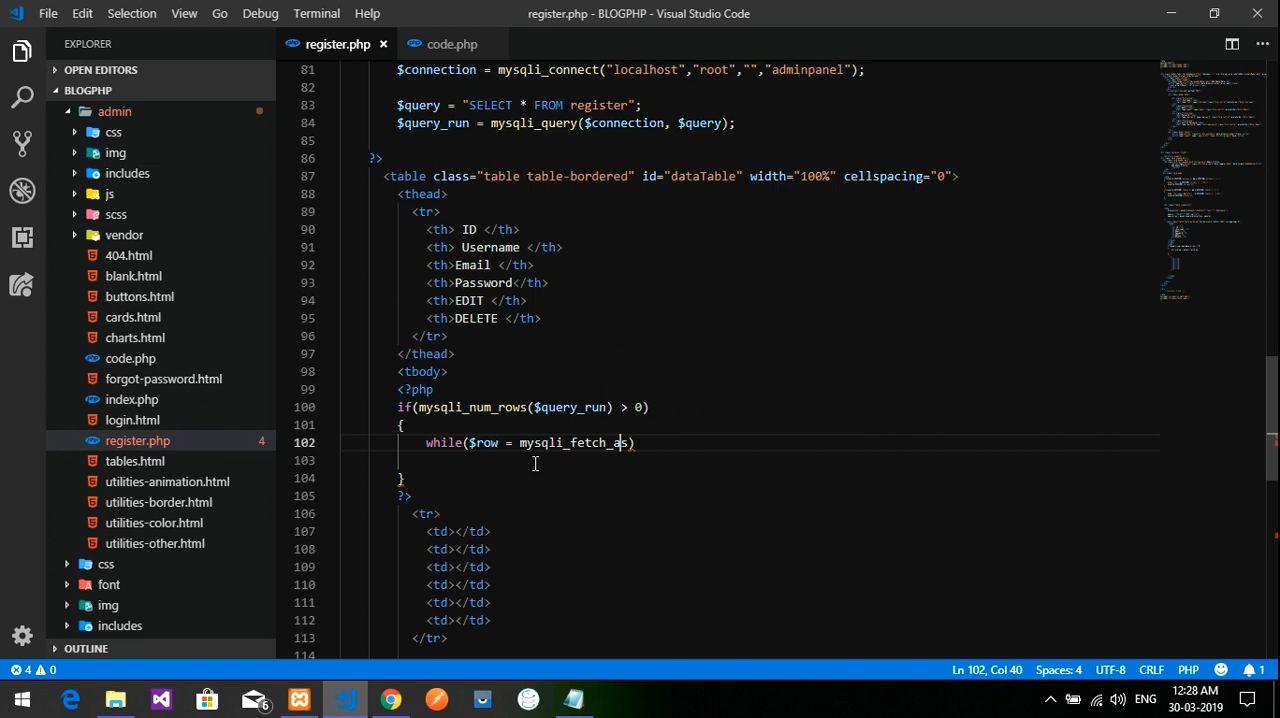 File Edit Selection View Go Debug Terminal Help register.php - BLOGPHP - Visual Studio Code
EXPLORER register.php × code.php
OPEN EDITORS
BLOGPHP
admin
css
img
includes
js
scss
vendor
404.html
blank.html
buttons.html
cards.html
charts.html
code.php
forgot-password.html
index.php
login.html
register.php 4
tables.html
utilities-animation.html
utilities-border.html
utilities-color.html
utilities-other.html
css
font
img
includes
OUTLINE
81 $connection = mysqli_connect("localhost","root","","adminpanel");
82
83 $query = "SELECT * FROM register";
84 $query_run = mysqli_query($connection, $query);
85
86 ?>
87 <table class="table table-bordered" id="dataTable" width="100%" cellspacing="0">
88 <thead>
89 <tr>
90 <th> ID </th>
91 <th> Username </th>
92 <th>Email </th>
93 <th>Password</th>
94 <th>EDIT </th>
95 <th>DELETE </th>
96 </tr>
97 </thead>
98 <tbody>
99 <?php
100 if(mysqli_num_rows($query_run) > 0)
101 {
102 while($row = mysqli_fetch_as)
103
104 }
105 ?>
106 <tr>
107 <td></td>
108 <td></td>
109 <td></td>
110 <td></td>
111 <td></td>
112 <td></td>
113 </tr>
114
4 0 Ln 102, Col 40 Spaces: 4 UTF-8 CRLF PHP 1
6 ENG 12:28 AM
30-03-2019